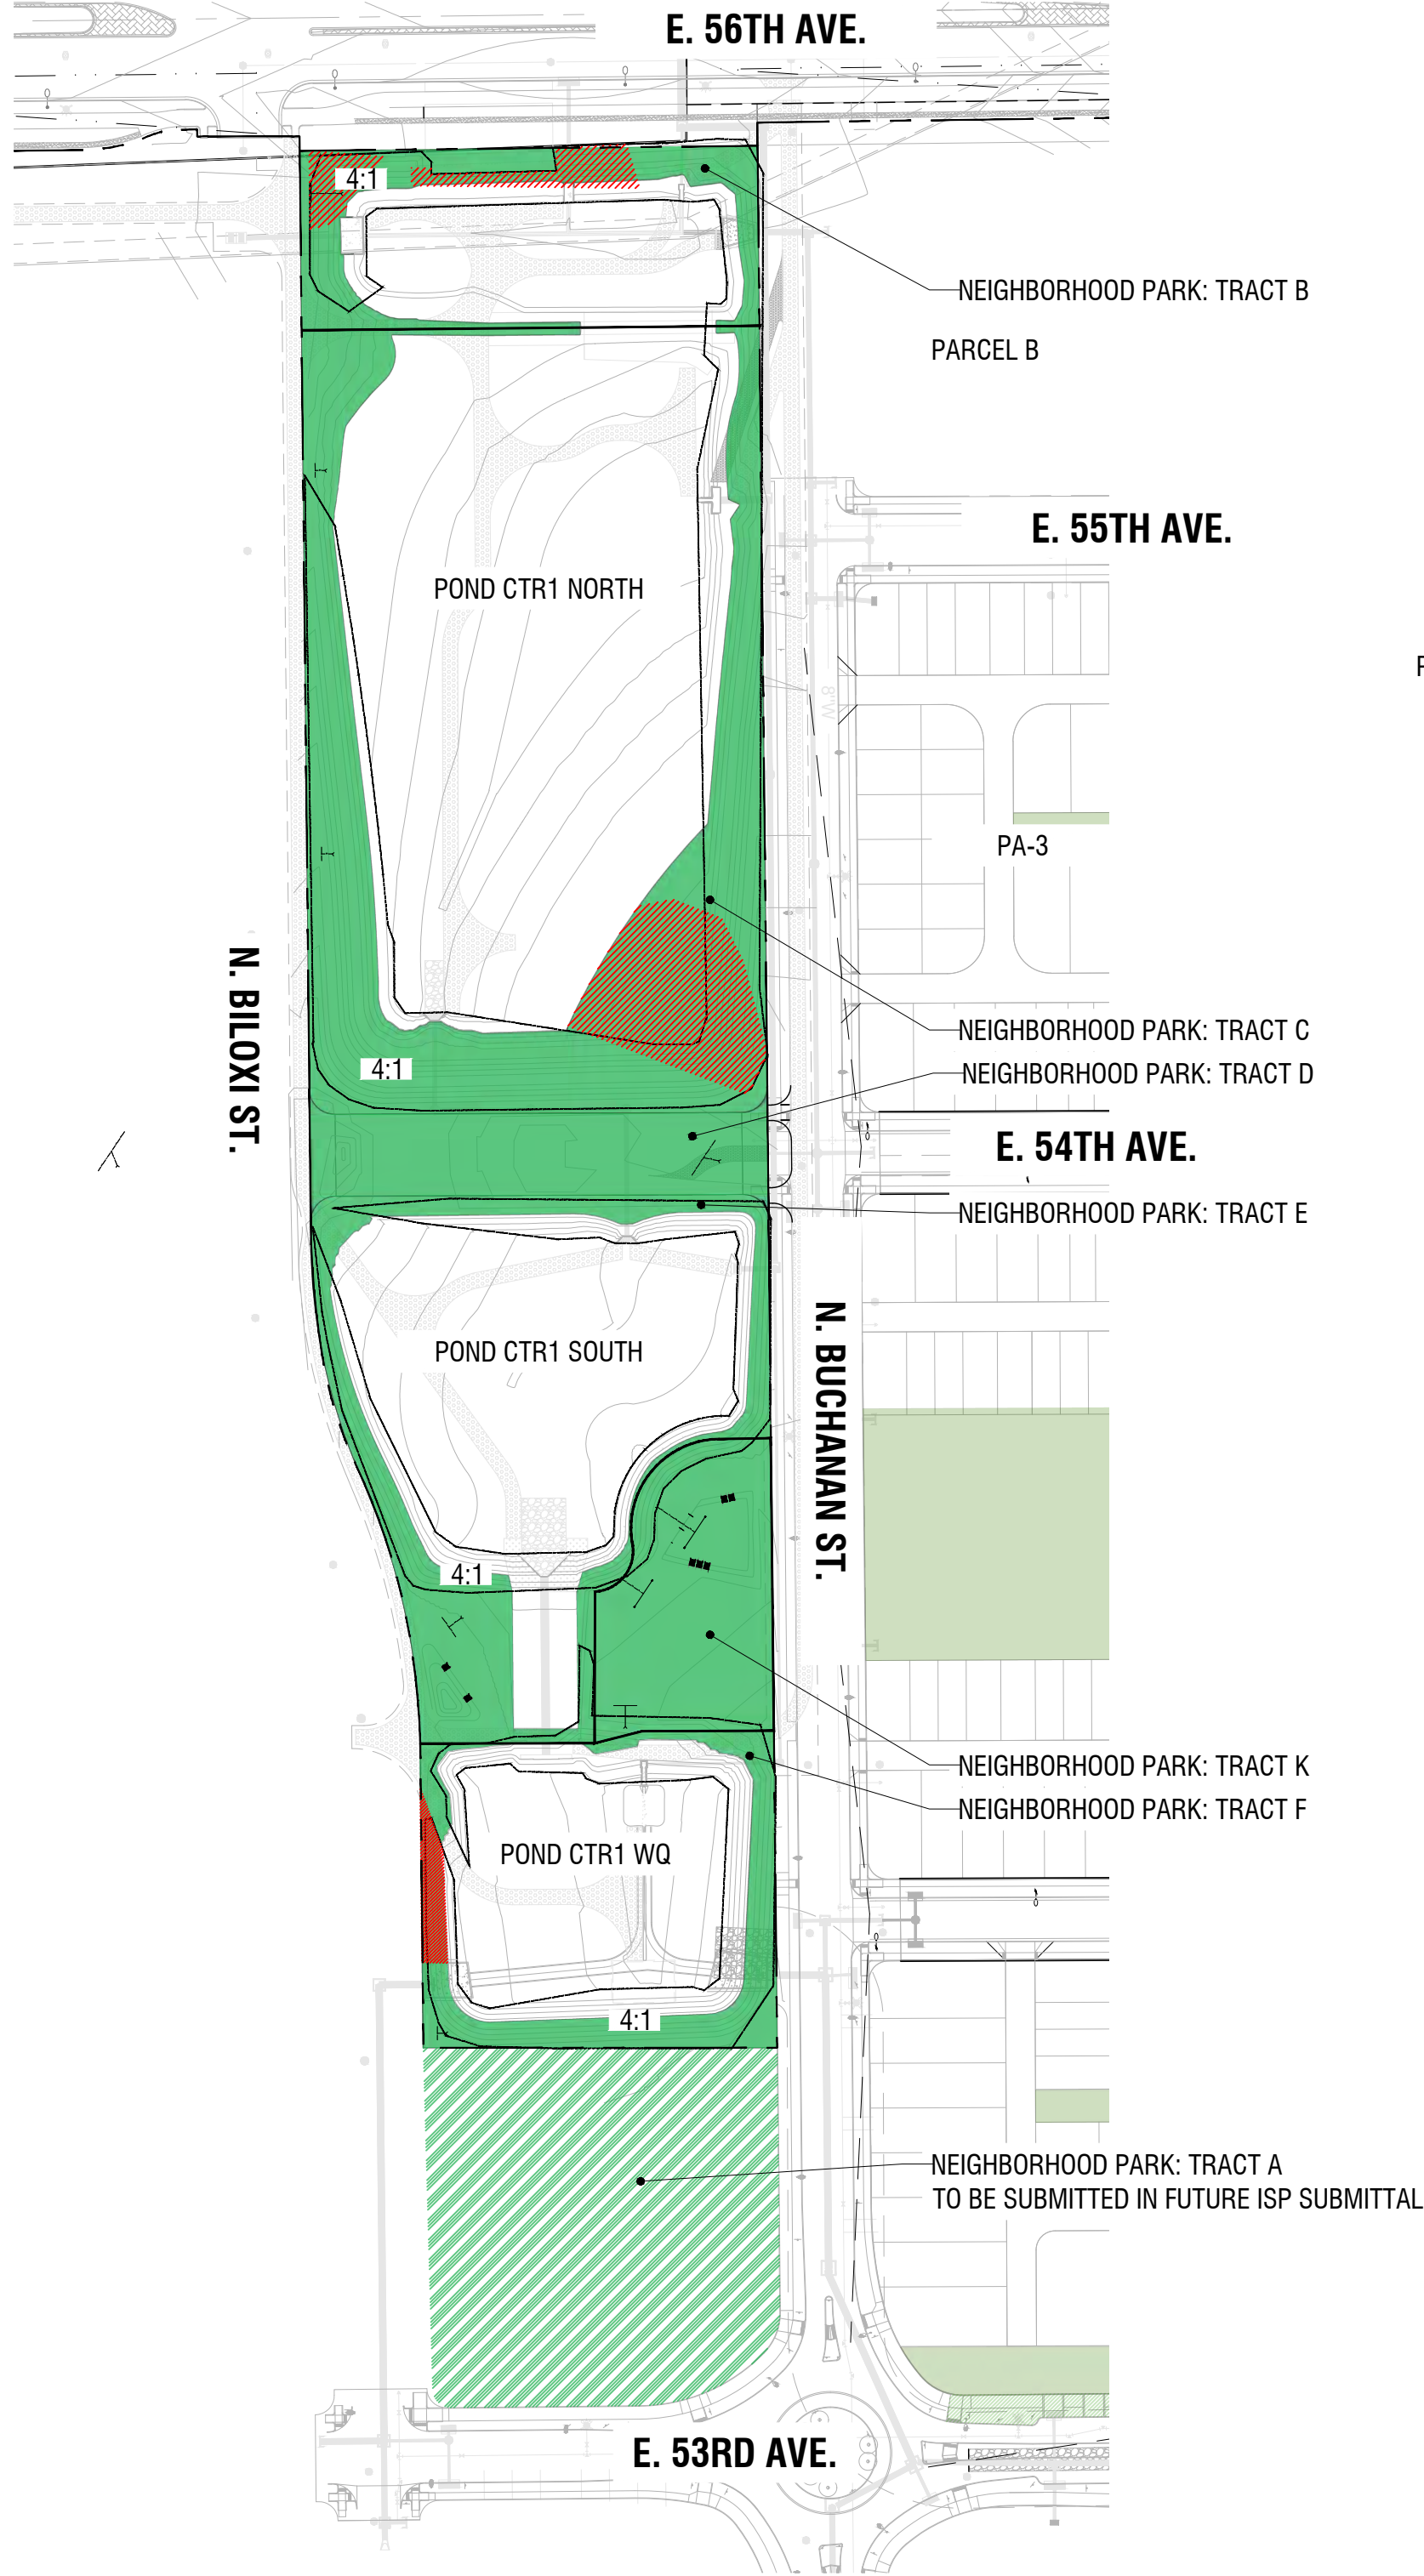 E. 56TH AVE.
4:1
NEIGHBORHOOD PARK: TRACT B
PARCEL B
E. 55TH AVE.
POND CTR1 NORTH
P
8"W
PA-3
N. BILOXI ST.
NEIGHBORHOOD PARK: TRACT C
4:1
NEIGHBORHOOD PARK: TRACT D
E. 54TH AVE.
NEIGHBORHOOD PARK: TRACT E
N. BUCHANAN ST.
POND CTR1 SOUTH
4:1
NEIGHBORHOOD PARK: TRACT K
NEIGHBORHOOD PARK: TRACT F
POND CTR1 WQ
4:1
NEIGHBORHOOD PARK: TRACT A
TO BE SUBMITTED IN FUTURE ISP SUBMITTAL
E. 53RD AVE.